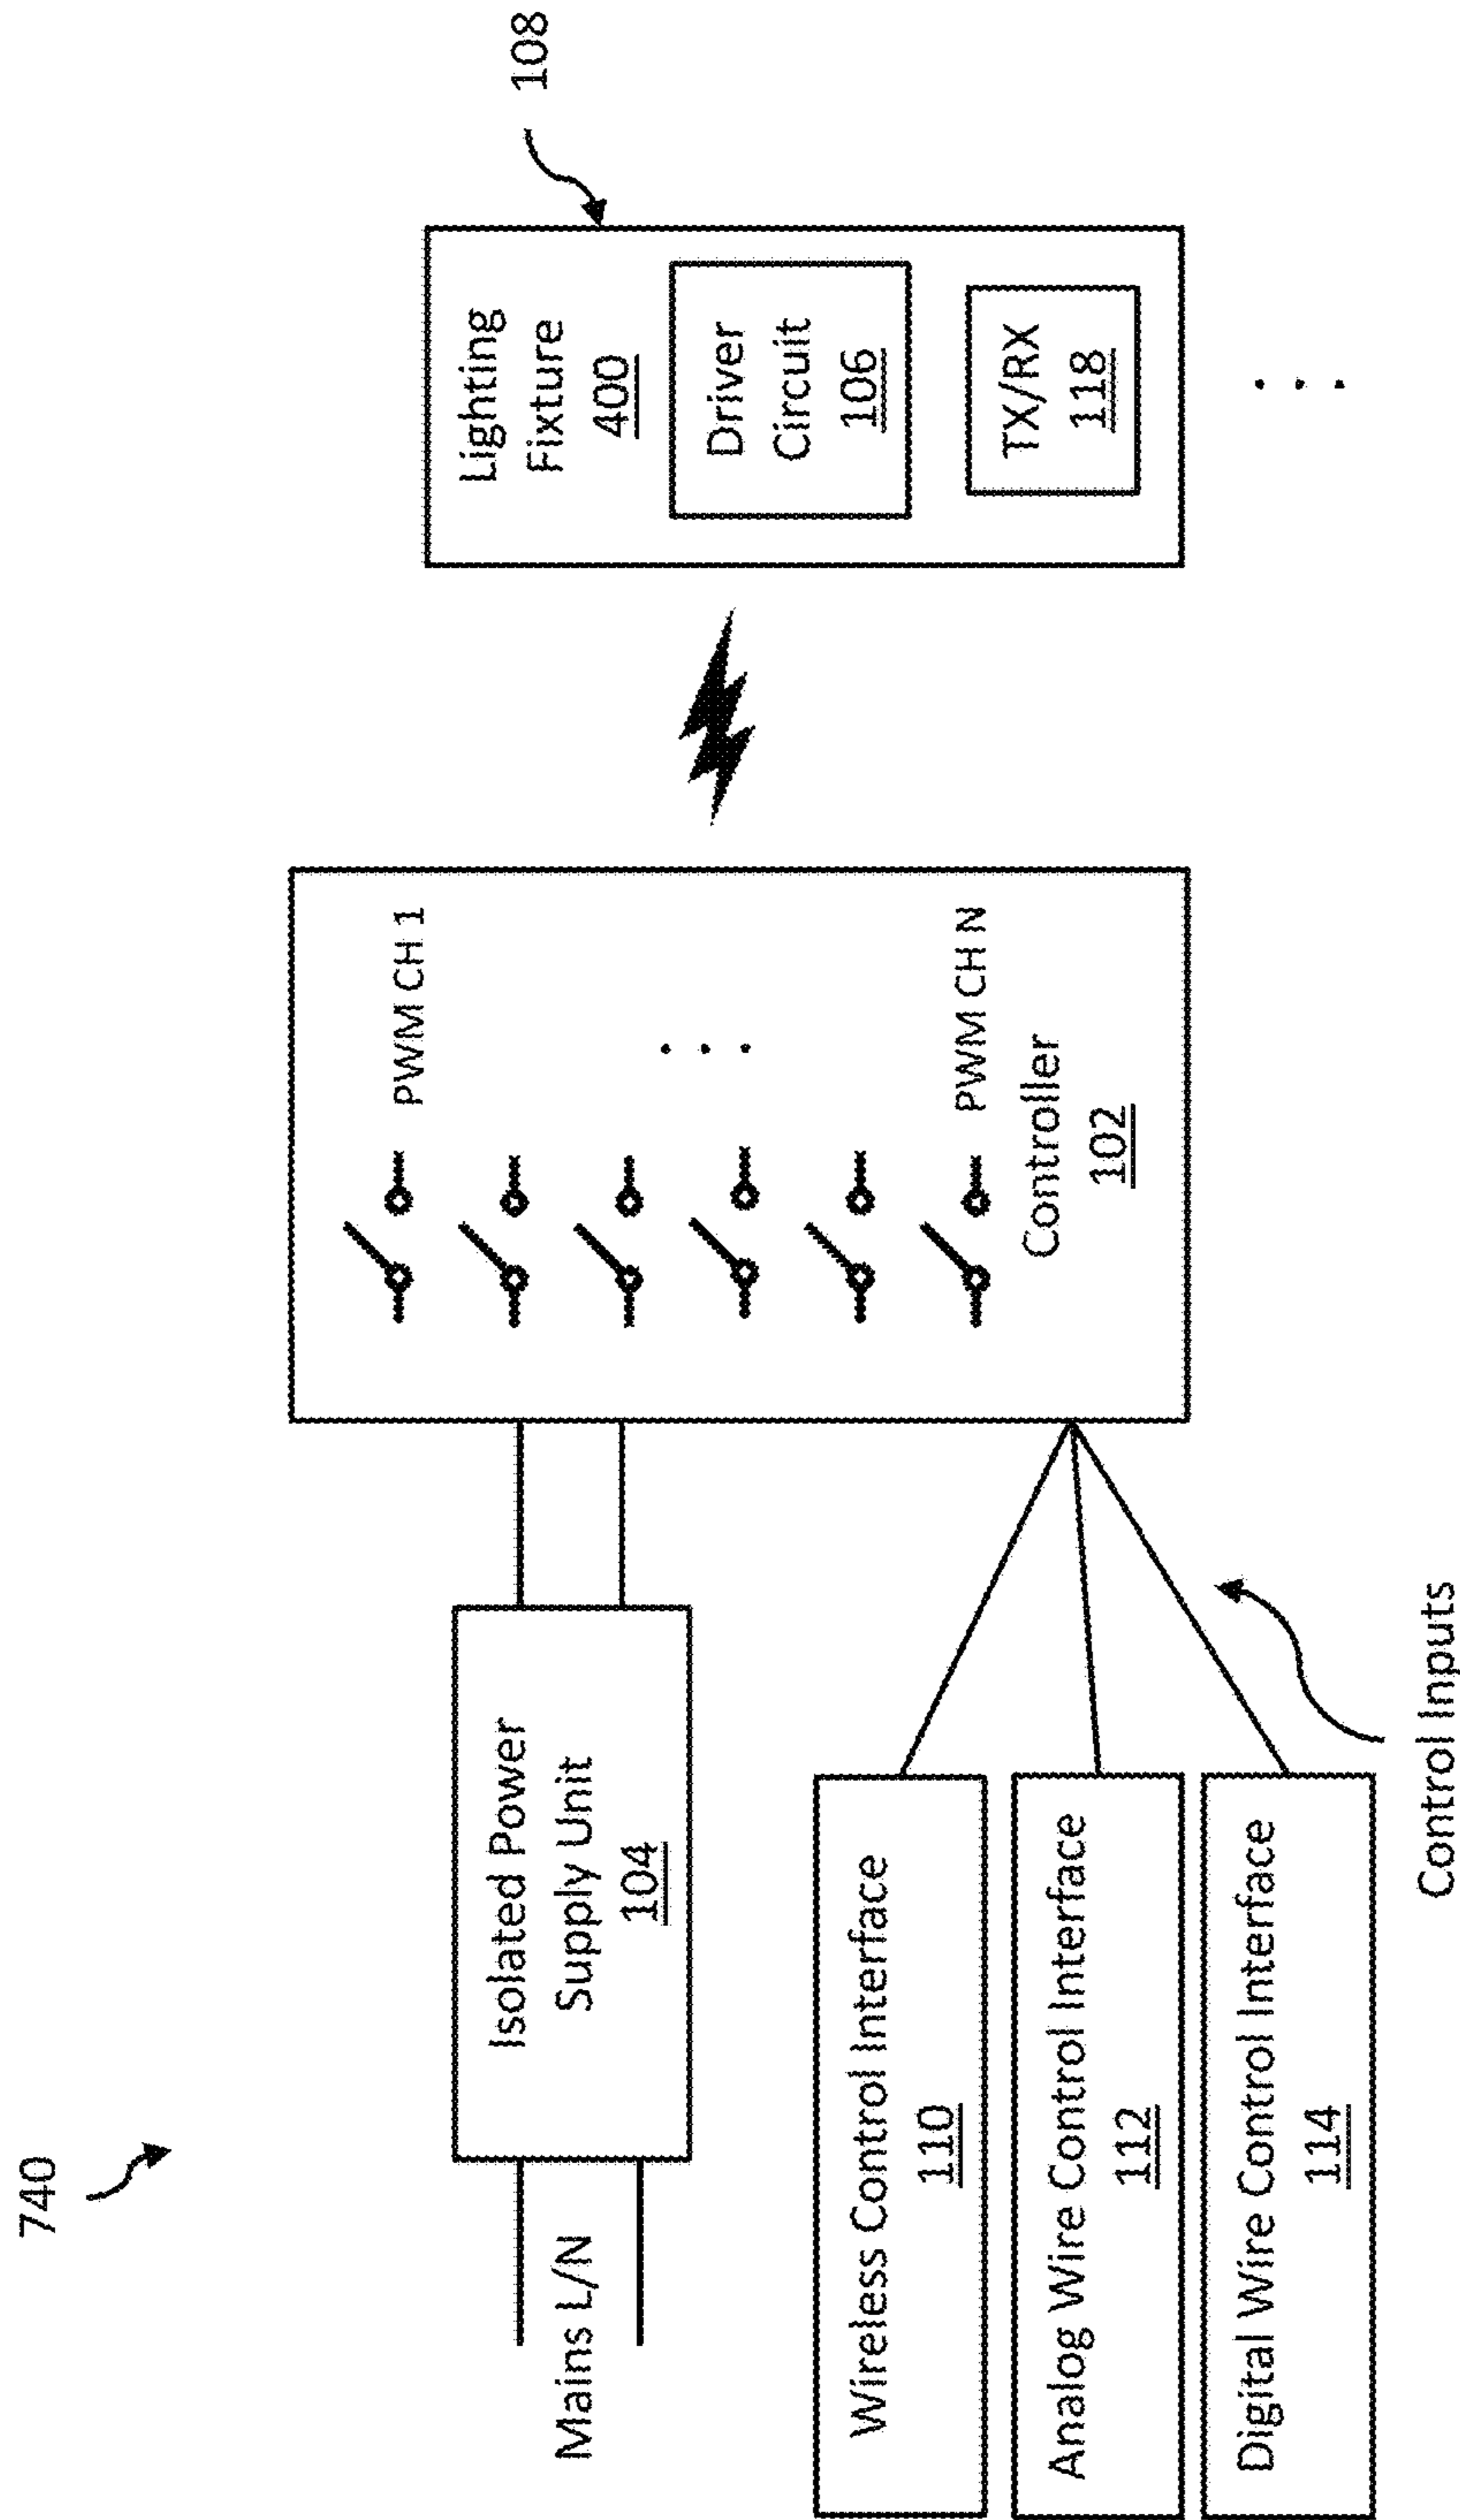 740
Mains L/N
Isolated Power
Supply Unit
104
Wireless Control Interface
110
Analog Wire Control Interface
112
Digital Wire Control Interface
114
Control Inputs
PWM CH 1
. . .
PWM CH N
Controller
102
Lighting
Fixture
400
Driver
Circuit
106
TX/RX
118
. . .
108